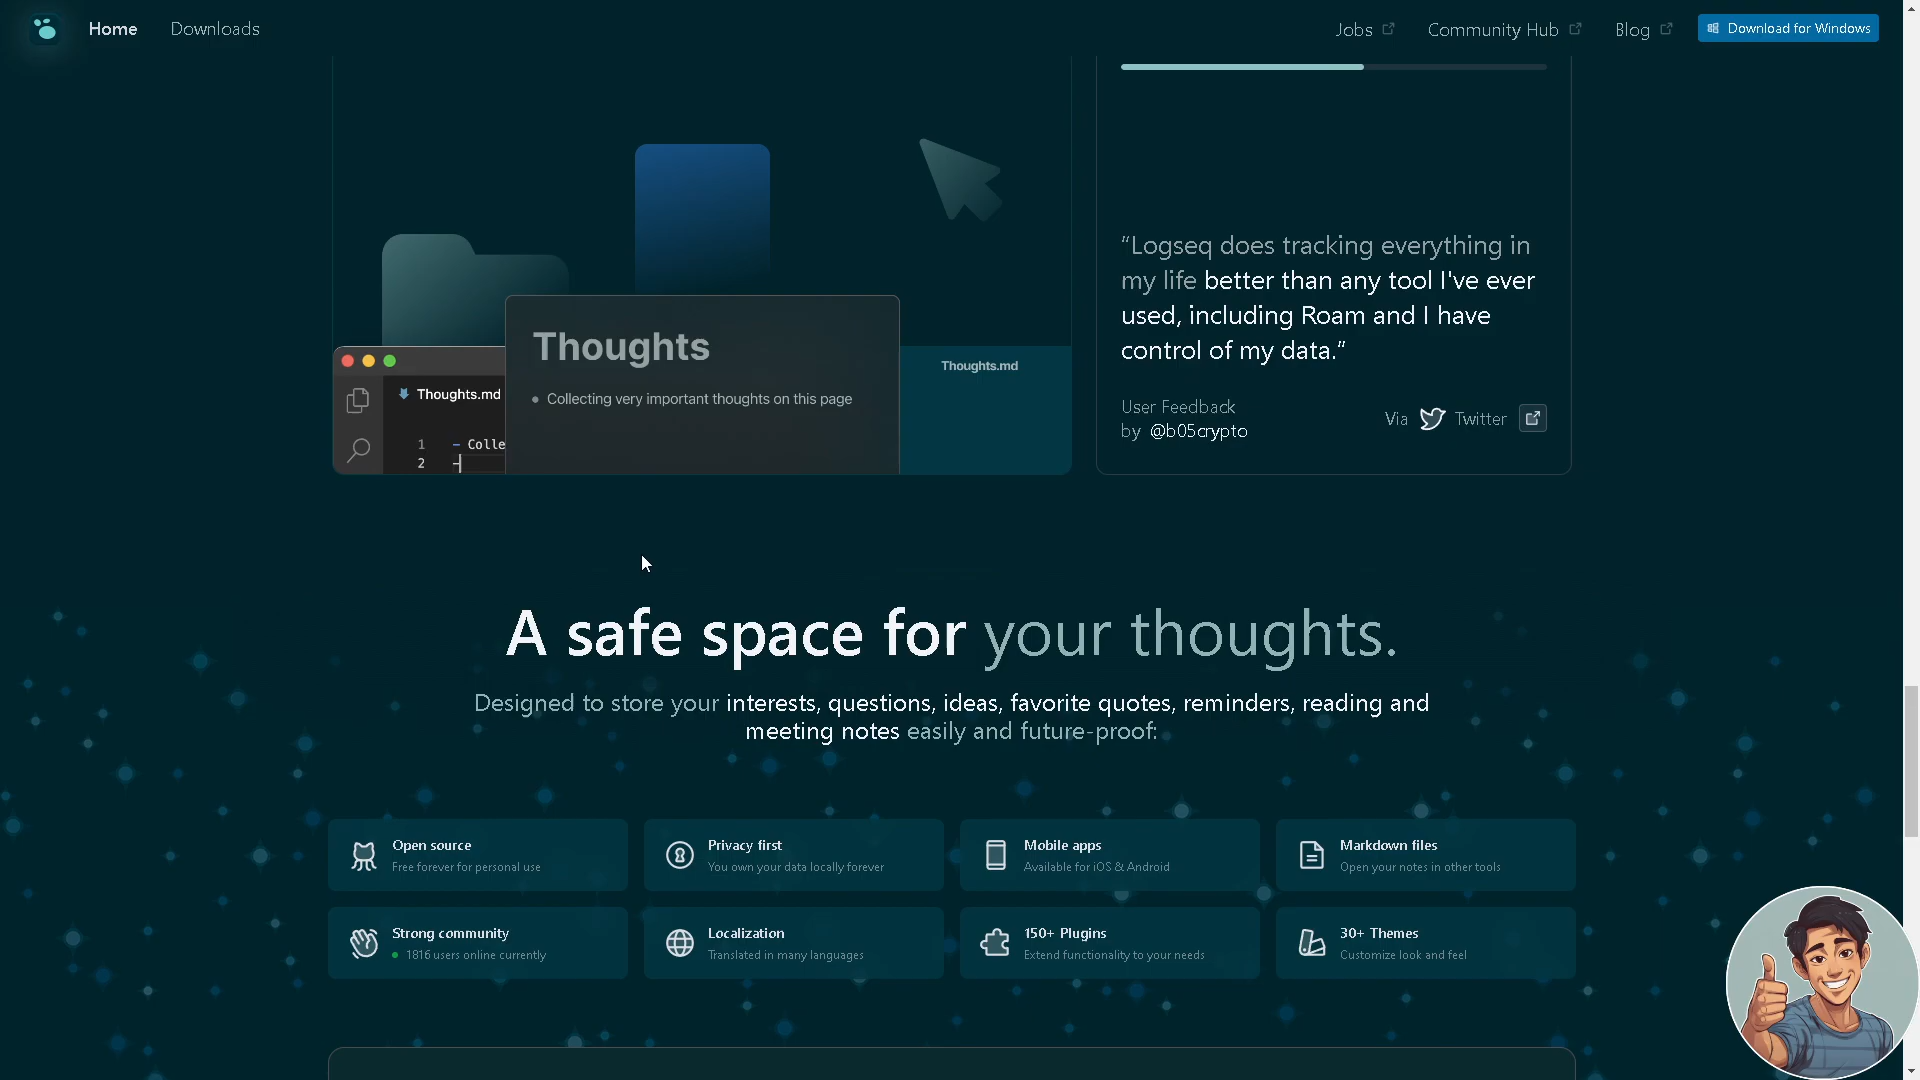 Home
Downloads
Jobs
Community Hub
Blog
Download for Windows
Thoughts
• Collecting very important thoughts on this page
Thoughts.md
1 - Colle
2 -
Thoughts.md
“Logseq does tracking everything in
my life better than any tool I've ever
used, including Roam and I have
control of my data.”
User Feedback
by @b05crypto
Via Twitter
A safe space for your thoughts.
Designed to store your interests, questions, ideas, favorite quotes, reminders, reading and
meeting notes easily and future-proof:
Open source
Free forever for personal use
Privacy first
You own your data locally forever
Mobile apps
Available for iOS & Android
Markdown files
Open your notes in other tools
Strong community
1816 users online currently
Localization
Translated in many languages
150+ Plugins
Extend functionality to your needs
30+ Themes
Customize look and feel